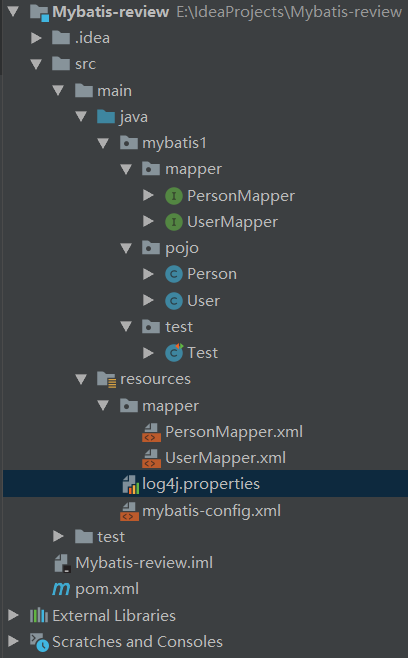 Mybatis-review E:\IdeaProjects\Mybatis-review
.idea
src
main
java
mybatis1
mapper
PersonMapper
UserMapper
pojo
Person
User
test
Test
resources
mapper
PersonMapper.xml
UserMapper.xml
log4j.properties
mybatis-config.xml
test
Mybatis-review.iml
pom.xml
External Libraries
Scratches and Consoles